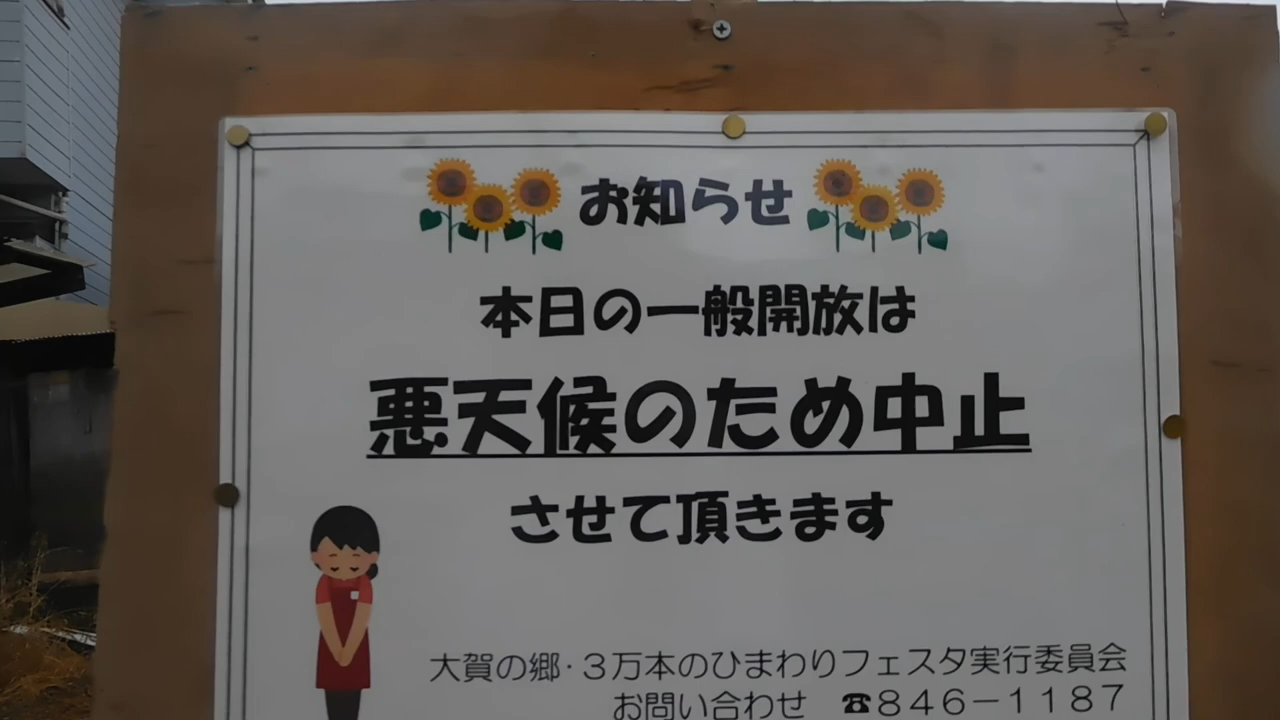 お知らせ
本日の一般開放は
悪天候のため中止
させて頂きます
大賀の郷・3万本のひまわりフェスタ実行委員会
お問い合わせ ☎846-1187